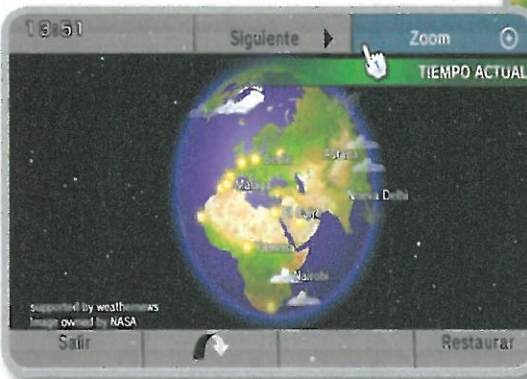 13:51
Siguiente
Zoom
TIEMPO ACTUAL
Berlín
Astana
Málaga
Nueva Delhi
El Cairo
Nairobi
supported by weathernews
Image owned by NASA
Salir
Restaurar